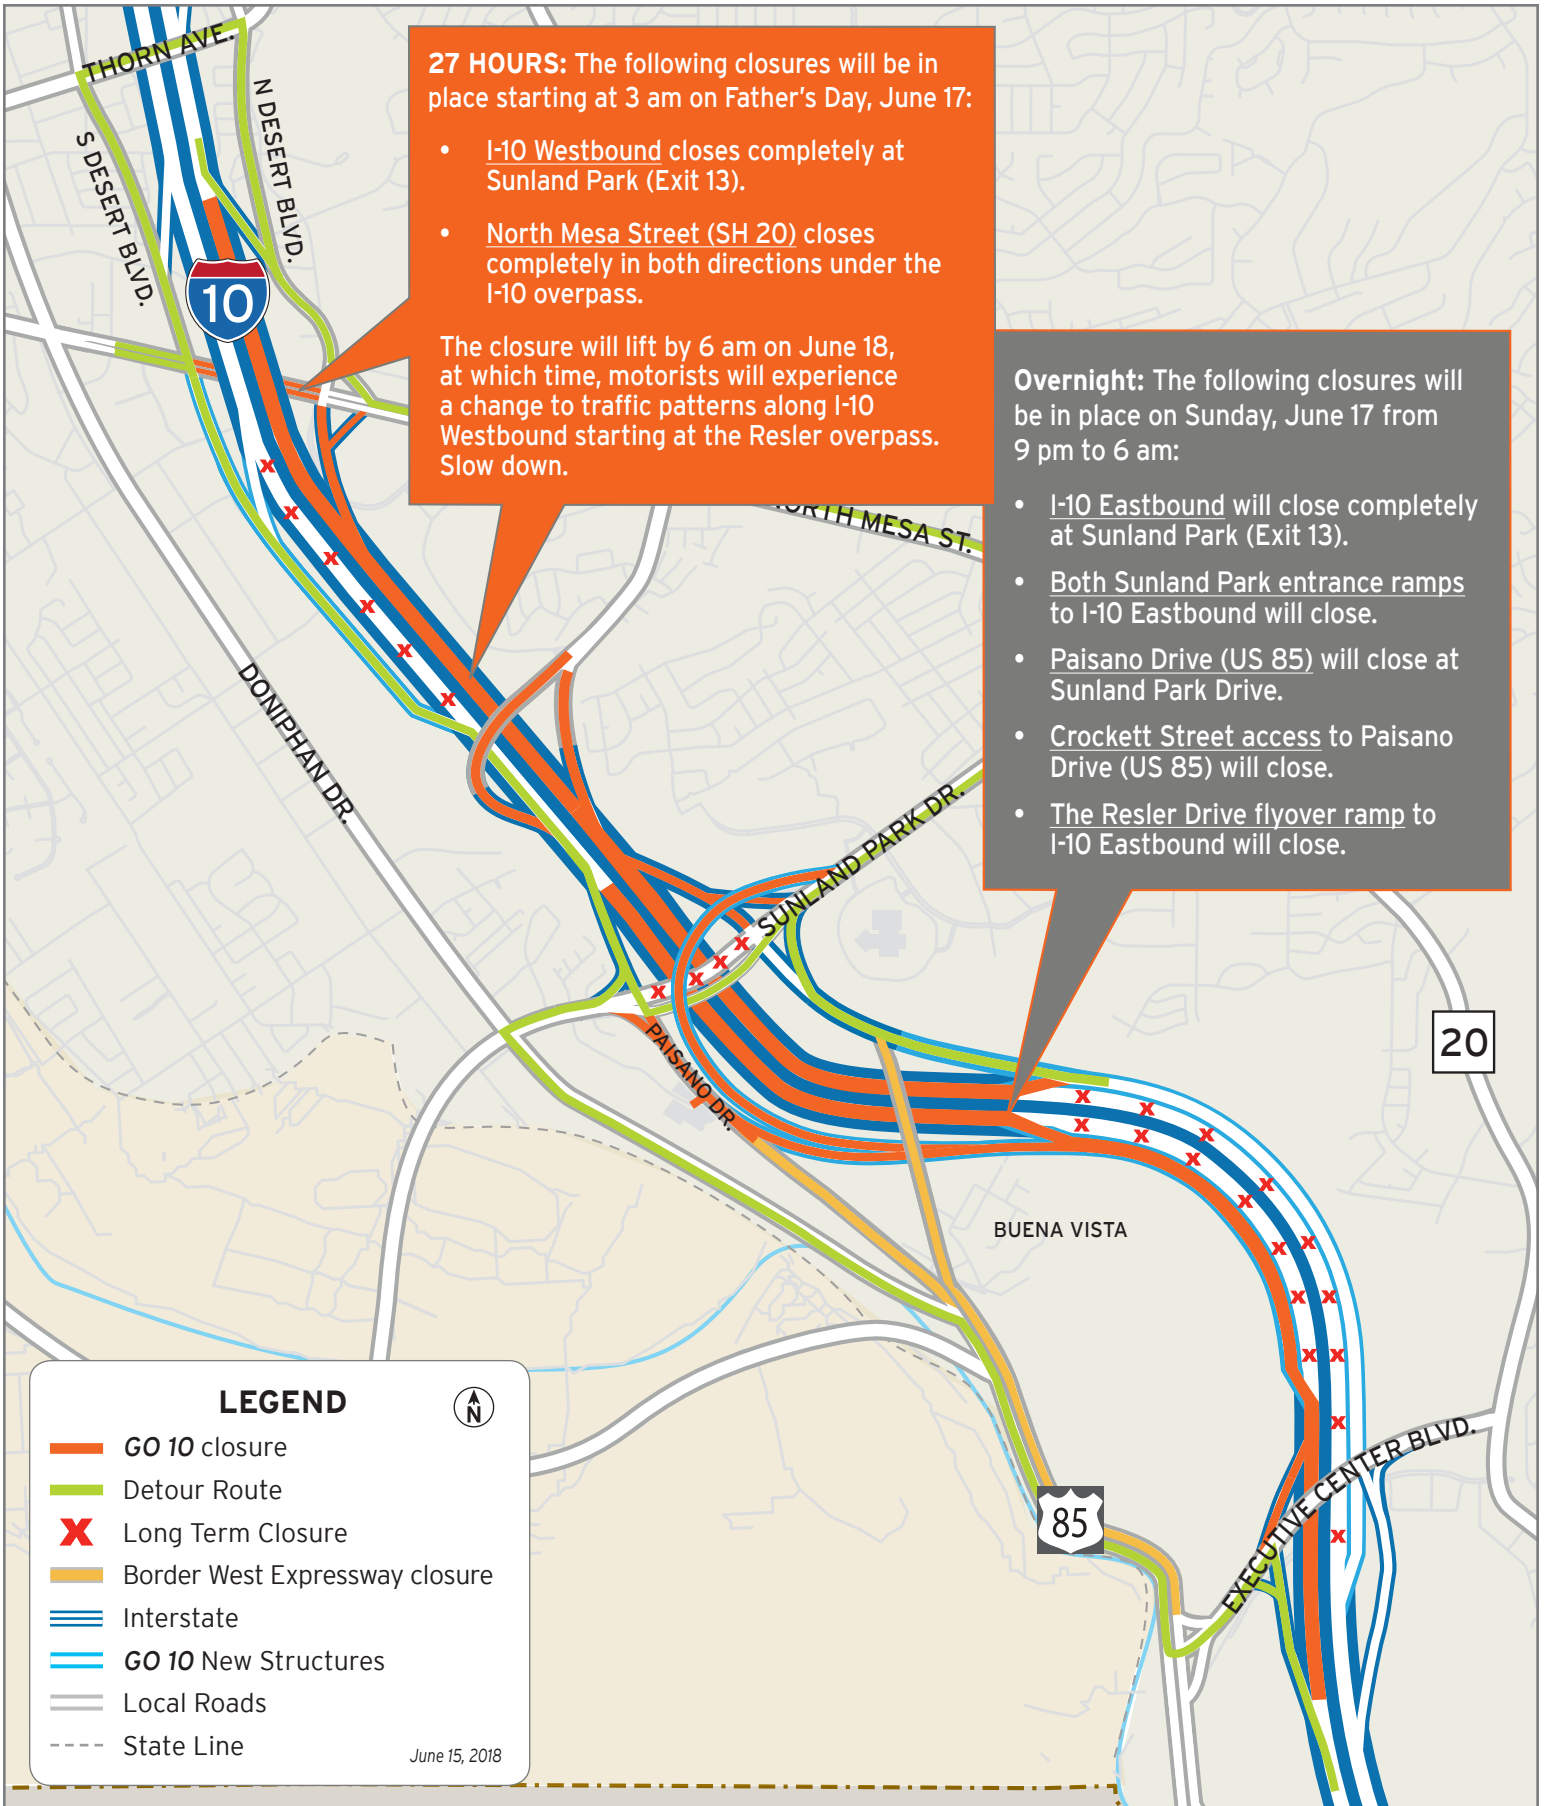 THORN AVE.
N DESERT BLVD.
S DESERT BLVD.
10
27 HOURS: The following closures will be in
place starting at 3 am on Father’s Day, June 17:
• I-10 Westbound closes completely at
Sunland Park (Exit 13).
• North Mesa Street (SH 20) closes
completely in both directions under the
I-10 overpass.
The closure will lift by 6 am on June 18,
at which time, motorists will experience
a change to traffic patterns along I-10
Westbound starting at the Resler overpass.
Slow down.
Overnight: The following closures will
be in place on Sunday, June 17 from
9 pm to 6 am:
• I-10 Eastbound will close completely
at Sunland Park (Exit 13).
• Both Sunland Park entrance ramps
to I-10 Eastbound will close.
• Paisano Drive (US 85) will close at
Sunland Park Drive.
• Crockett Street access to Paisano
Drive (US 85) will close.
• The Resler Drive flyover ramp to
I-10 Eastbound will close.
NORTH MESA ST.
DONIPHAN DR.
SUNLAND PARK DR.
PAISANO DR.
20
BUENA VISTA
85
EXECUTIVE CENTER BLVD.
LEGEND
N
GO 10 closure
Detour Route
X Long Term Closure
Border West Expressway closure
Interstate
GO 10 New Structures
Local Roads
State Line
June 15, 2018